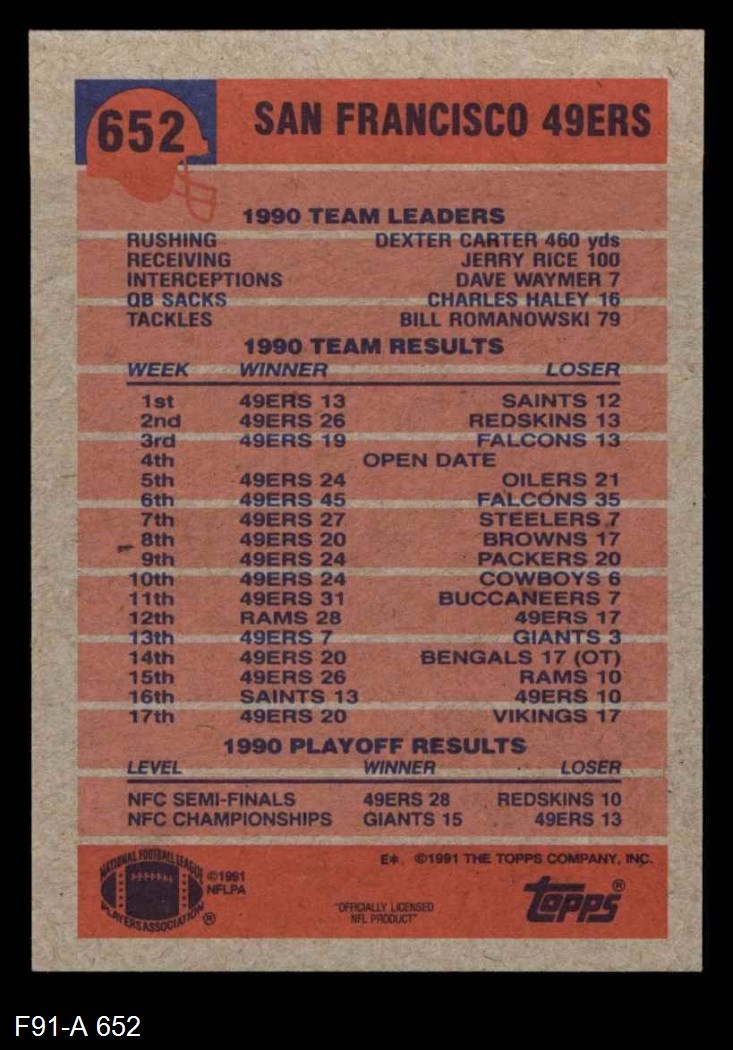 652
SAN FRANCISCO 49ERS
1990 TEAM LEADERS
RUSHING DEXTER CARTER 460 yds
RECEIVING JERRY RICE 100
INTERCEPTIONS DAVE WAYMER 7
QB SACKS CHARLES HALEY 16
TACKLES BILL ROMANOWSKI 79
1990 TEAM RESULTS
WEEK WINNER LOSER
1st 49ERS 13 SAINTS 12
2nd 49ERS 26 REDSKINS 13
3rd 49ERS 19 FALCONS 13
4th OPEN DATE
5th 49ERS 24 OILERS 21
6th 49ERS 45 FALCONS 35
7th 49ERS 27 STEELERS 7
8th 49ERS 20 BROWNS 17
9th 49ERS 24 PACKERS 20
10th 49ERS 24 COWBOYS 6
11th 49ERS 31 BUCCANEERS 7
12th RAMS 28 49ERS 17
13th 49ERS 7 GIANTS 3
14th 49ERS 20 BENGALS 17 (OT)
15th 49ERS 26 RAMS 10
16th SAINTS 13 49ERS 10
17th 49ERS 20 VIKINGS 17
1990 PLAYOFF RESULTS
LEVEL WINNER LOSER
NFC SEMI-FINALS 49ERS 28 REDSKINS 10
NFC CHAMPIONSHIPS GIANTS 15 49ERS 13
NATIONAL FOOTBALL LEAGUE
PLAYERS ASSOCIATION ®
©1991
NFLPA
E*. ©1991 THE TOPPS COMPANY, INC.
"OFFICIALLY LICENSED
NFL PRODUCT"
topps®
F91-A 652